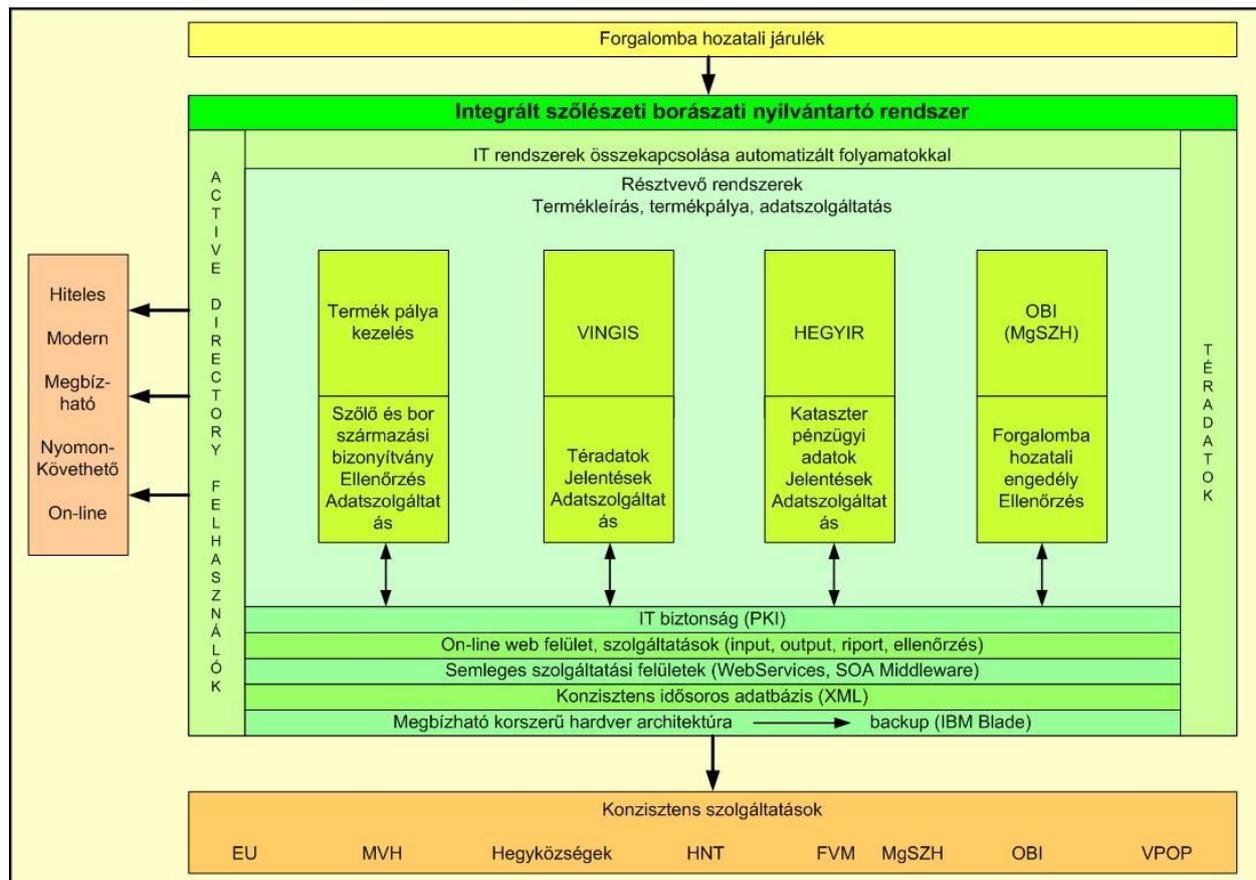 Forgalomba hozatali járulék
Integrált szőlészeti borászati nyilvántartó rendszer
IT rendszerek összekapcsolása automatizált folyamatokkal
Résztvevő rendszerek
Termékleírás, termékpálya, adatszolgáltatás
ACTIVE DIRECTORY FELHASZNÁLÓK
Hiteles
Modern
Megbíz-
ható
Nyomon-
Követhető
On-line
Termék pálya
kezelés
Szőlő és bor
származási
bizonyítvány
Ellenőrzés
Adatszolgáltat
ás
VINGIS
Téradatok
Jelentések
Adatszolgáltat
ás
HEGYIR
Kataszter
pénzügyi
adatok
Jelentések
Adatszolgáltat
ás
OBI
(MgSZH)
Forgalomba
hozatali
engedély
Ellenőrzés
TÉRADATOK
IT biztonság (PKI)
On-line web felület, szolgáltatások (input, output, riport, ellenőrzés)
Semleges szolgáltatási felületek (WebServices, SOA Middleware)
Konzisztens idősoros adatbázis (XML)
Megbízható korszerű hardver architektúra backup (IBM Blade)
Konzisztens szolgáltatások
EU MVH Hegyközségek HNT FVM MgSZH OBI VPOP